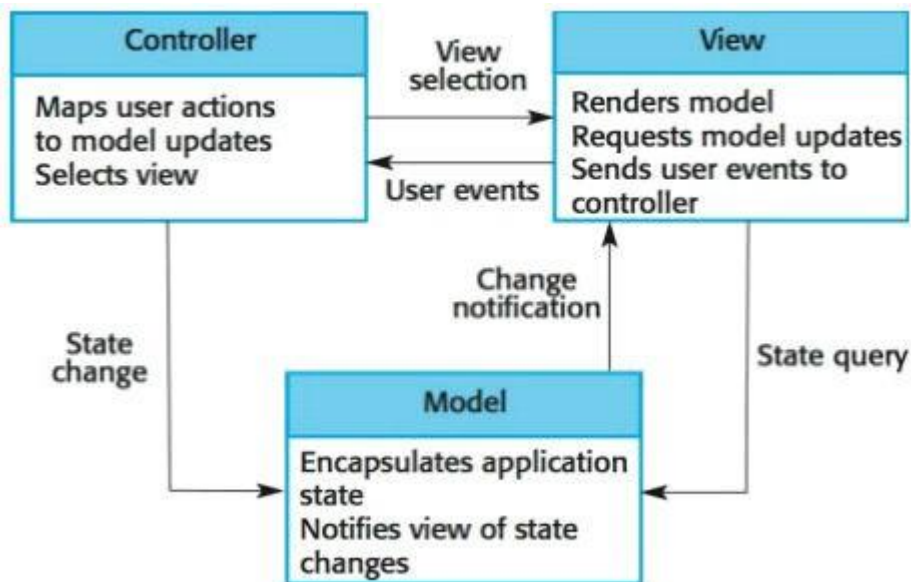 Controller
Maps user actions
to model updates
Selects view
View
selection
User events
View
Renders model
Requests model updates
Sends user events to
controller
State
change
Change
notification
State query
Model
Encapsulates application
state
Notifies view of state
changes